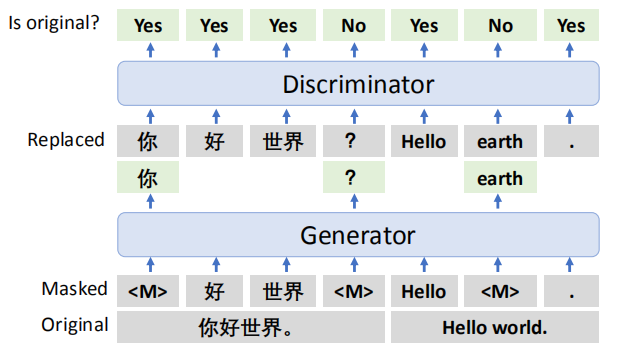 Is original? Yes Yes Yes No Yes No Yes
Discriminator
Replaced 你 好 世界 ? Hello earth .
你 ? earth
Generator
Masked <M> 好 世界 <M> Hello <M> .
Original 你好世界。 Hello world.